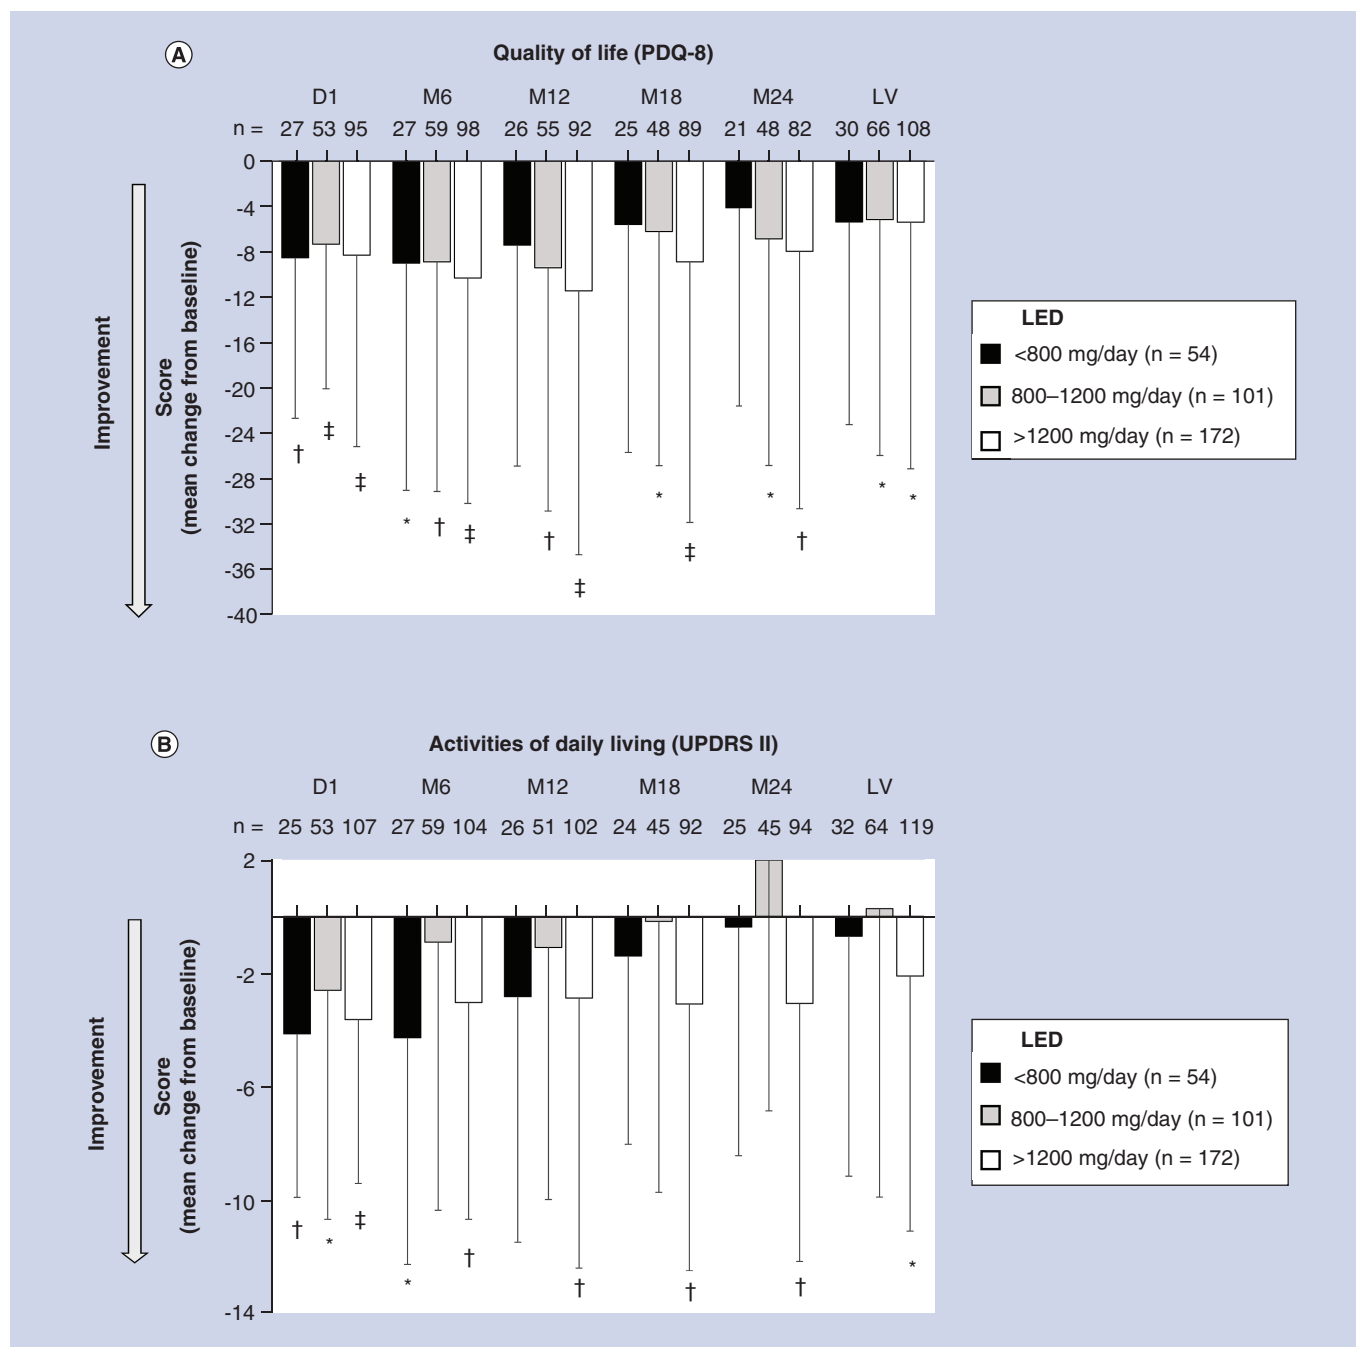 A
Quality of life (PDQ-8)
D1 M6 M12 M18 M24 LV
n = 27 53 95 27 59 98 26 55 92 25 48 89 21 48 82 30 66 108
0
-4
-8
-12
-16
-20
-24
-28
-32
-36
-40
Improvement
Score
(mean change from baseline)
† ‡ ‡ * † ‡ † ‡ * ‡ * † * *
LED
<800 mg/day (n = 54)
800–1200 mg/day (n = 101)
>1200 mg/day (n = 172)
B
Activities of daily living (UPDRS II)
D1 M6 M12 M18 M24 LV
n = 25 53 107 27 59 104 26 51 102 24 45 92 25 45 94 32 64 119
2
-2
-6
-10
-14
Improvement
Score
(mean change from baseline)
† * ‡ * † † † † *
LED
<800 mg/day (n = 54)
800–1200 mg/day (n = 101)
>1200 mg/day (n = 172)